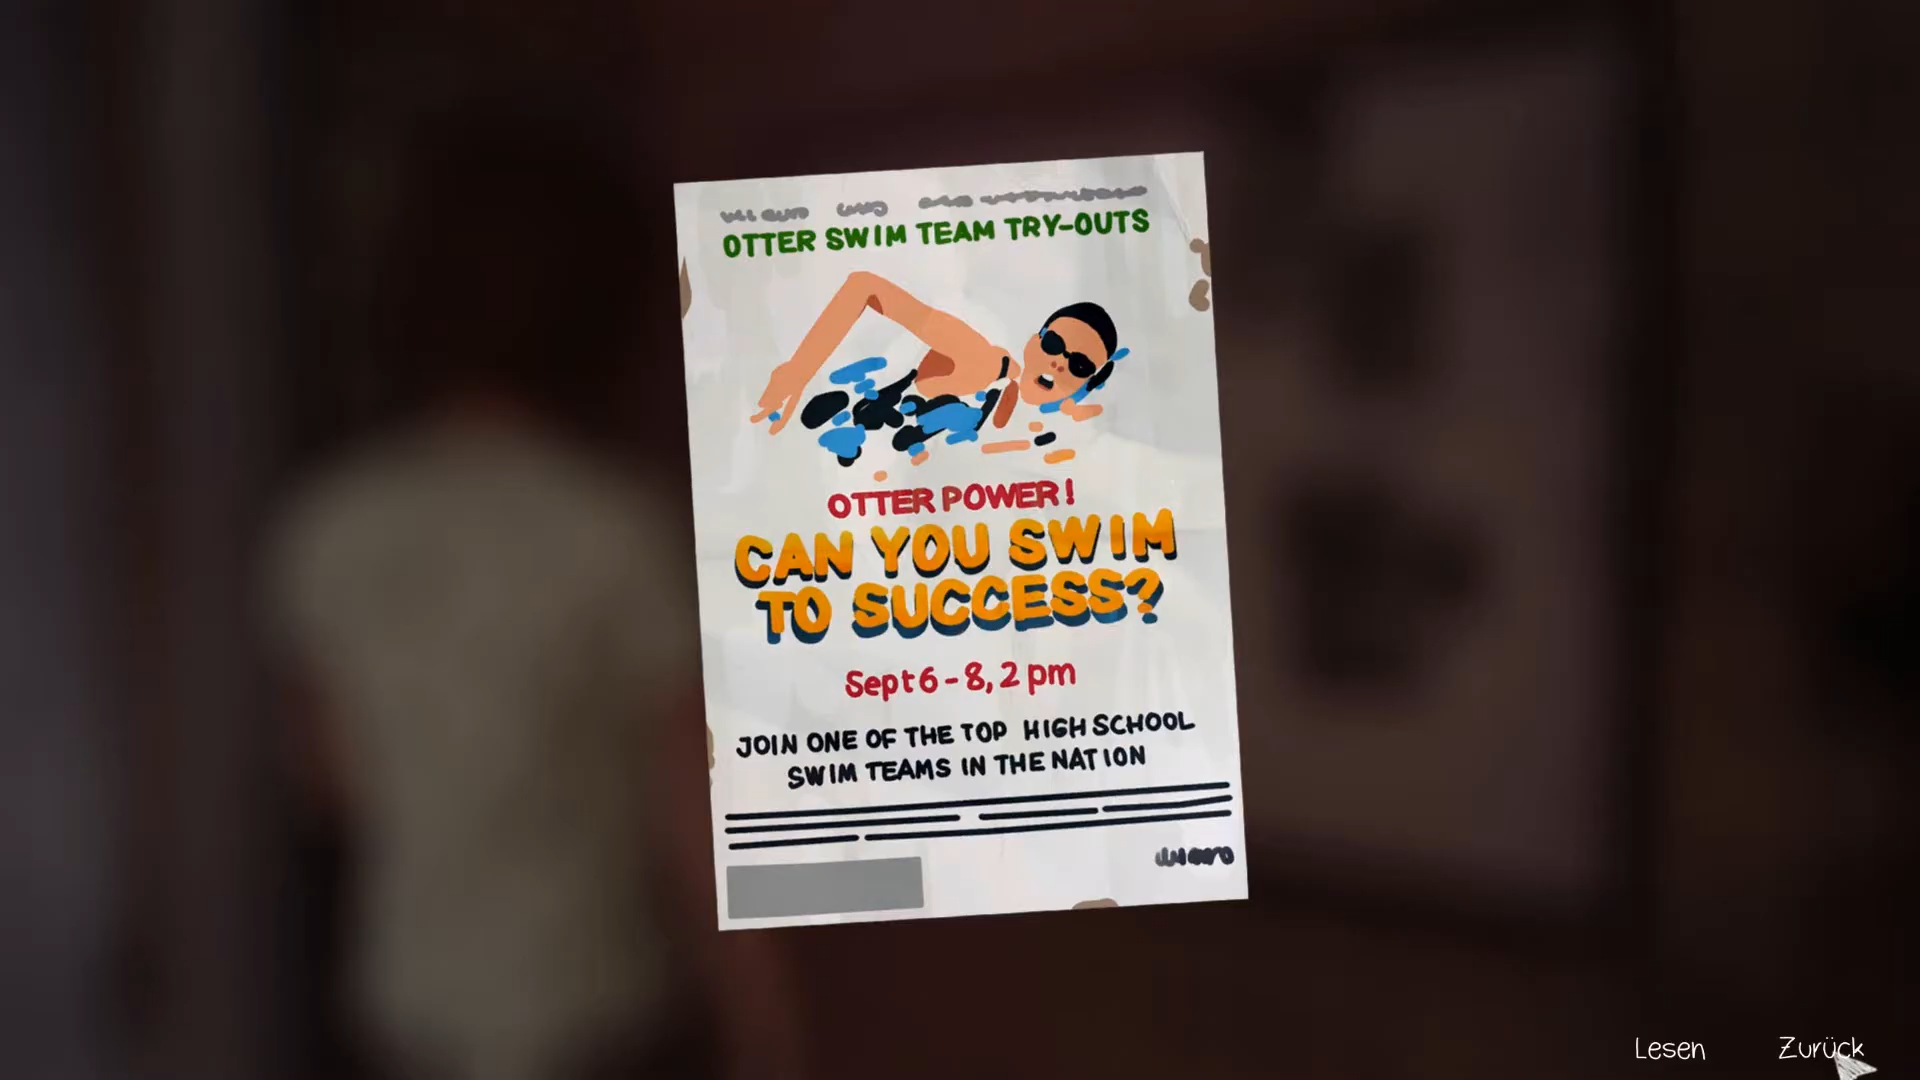 OTTER SWIM TEAM TRY-OUTS
OTTER POWER!
CAN YOU SWIM
TO SUCCESS?
Sept 6 - 8, 2 pm
JOIN ONE OF THE TOP HIGH SCHOOL
SWIM TEAMS IN THE NATION
Lesen Zurück